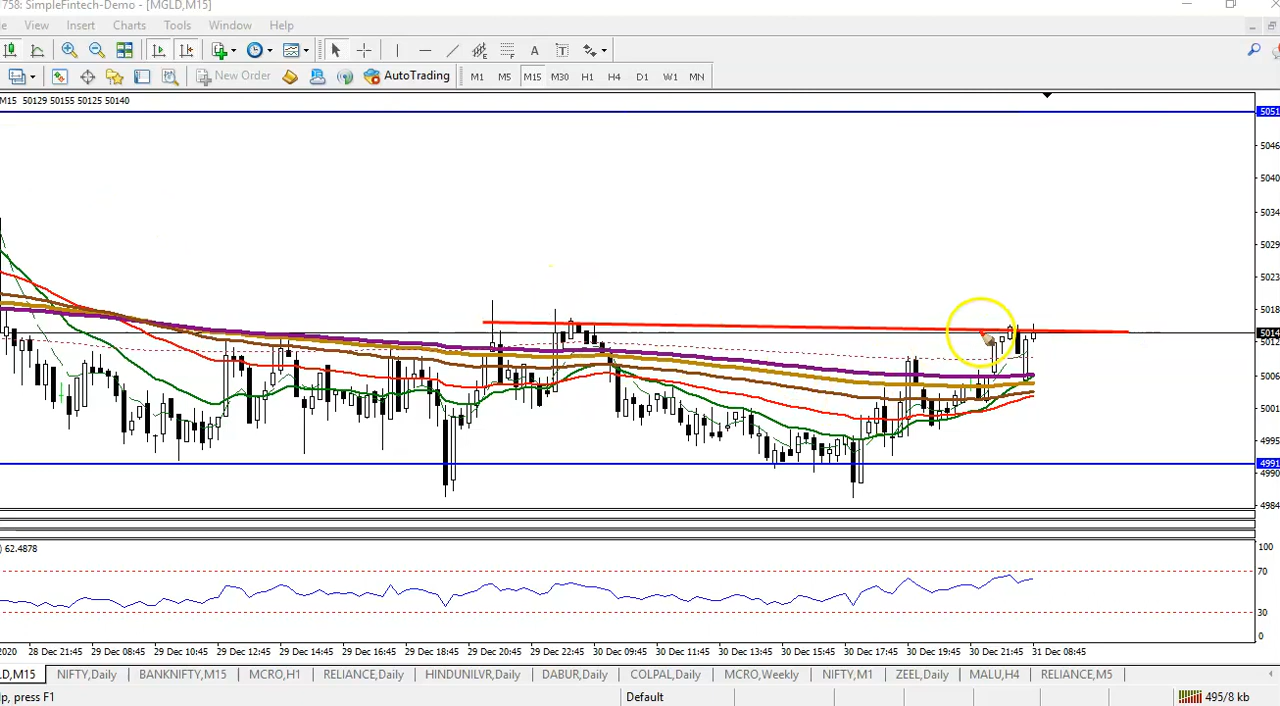 758: SimpleFintech-Demo - [MGLD,M15]
le View Insert Charts Tools Window Help
New Order AutoTrading M1 M5 M15 M30 H1 H4 D1 W1 MN
M15 50129 50155 50125 50140
5051
5046
5040
5034
5029
5023
5018
5014
5012
5006
5001
4995
4991
4990
4984
) 62.4878
100
70
30
0
2020 28 Dec 21:45 29 Dec 08:45 29 Dec 10:45 29 Dec 12:45 29 Dec 14:45 29 Dec 16:45 29 Dec 18:45 29 Dec 20:45 29 Dec 22:45 30 Dec 09:45 30 Dec 11:45 30 Dec 13:45 30 Dec 15:45 30 Dec 17:45 30 Dec 19:45 30 Dec 21:45 31 Dec 08:45
LD,M15 NIFTY,Daily BANKNIFTY,M15 MCRO,H1 RELIANCE,Daily HINDUNILVR,Daily DABUR,Daily COLPAL,Daily MCRO,Weekly NIFTY,M1 ZEEL,Daily MALU,H4 RELIANCE,M5
lp, press F1 Default 495/8 kb